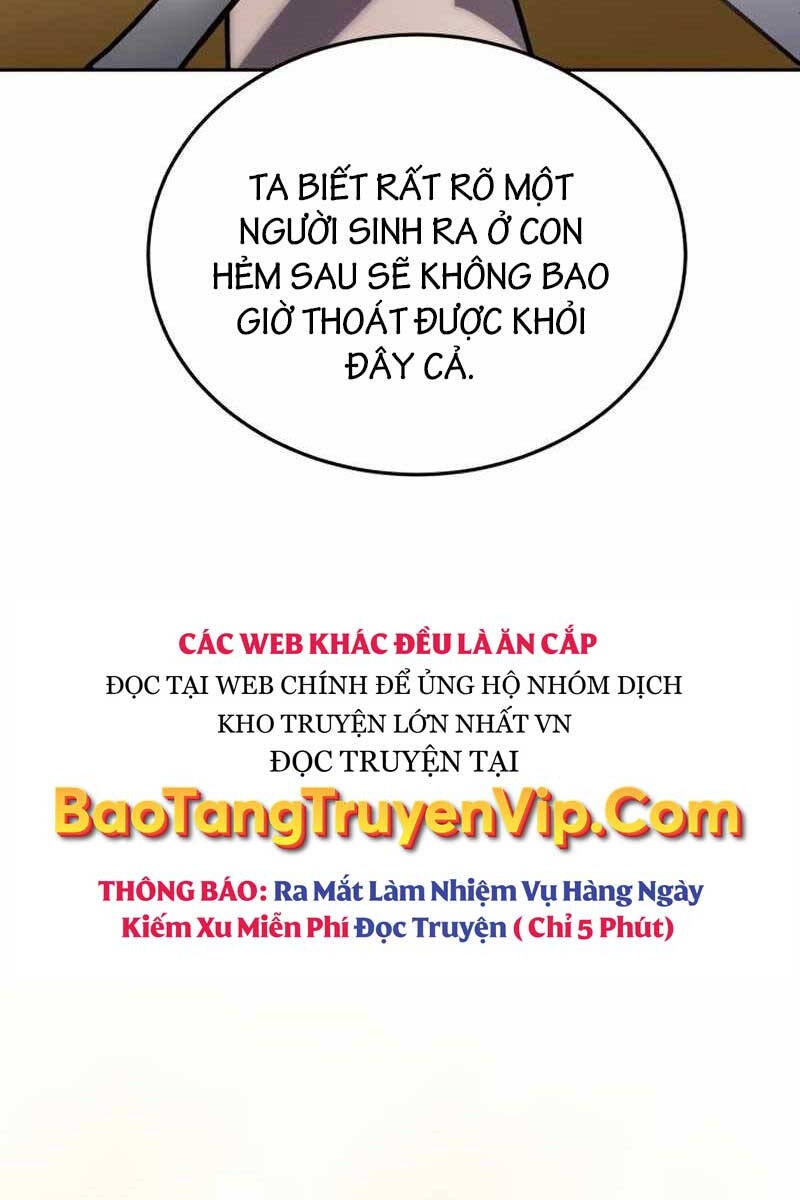 TA BIẾT RẤT RÕ MỘT
NGƯỜI SINH RA Ở CON
HẺM SAU SẼ KHÔNG BAO
GIỜ THOÁT ĐƯỢC KHỎI
ĐÂY CẢ.
CÁC WEB KHÁC ĐỀU LÀ ĂN CẮP
ĐỌC TẠI WEB CHÍNH ĐỂ ỦNG HỘ NHÓM DỊCH
KHO TRUYỆN LỚN NHẤT VN
ĐỌC TRUYỆN TẠI
BaoTangTruyenVip.Com
THÔNG BÁO: Ra Mắt Làm Nhiệm Vụ Hàng Ngày
Kiếm Xu Miễn Phí Đọc Truyện ( Chỉ 5 Phút)